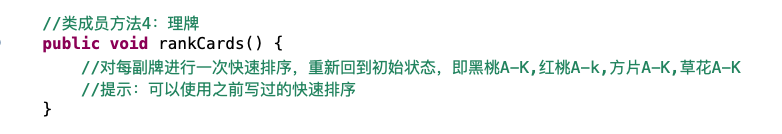 //类成员方法4：理牌
public void rankCards() {
//对每副牌进行一次快速排序，重新回到初始状态，即黑桃A-K,红桃A-k,方片A-K,草花A-K
//提示：可以使用之前写过的快速排序
}